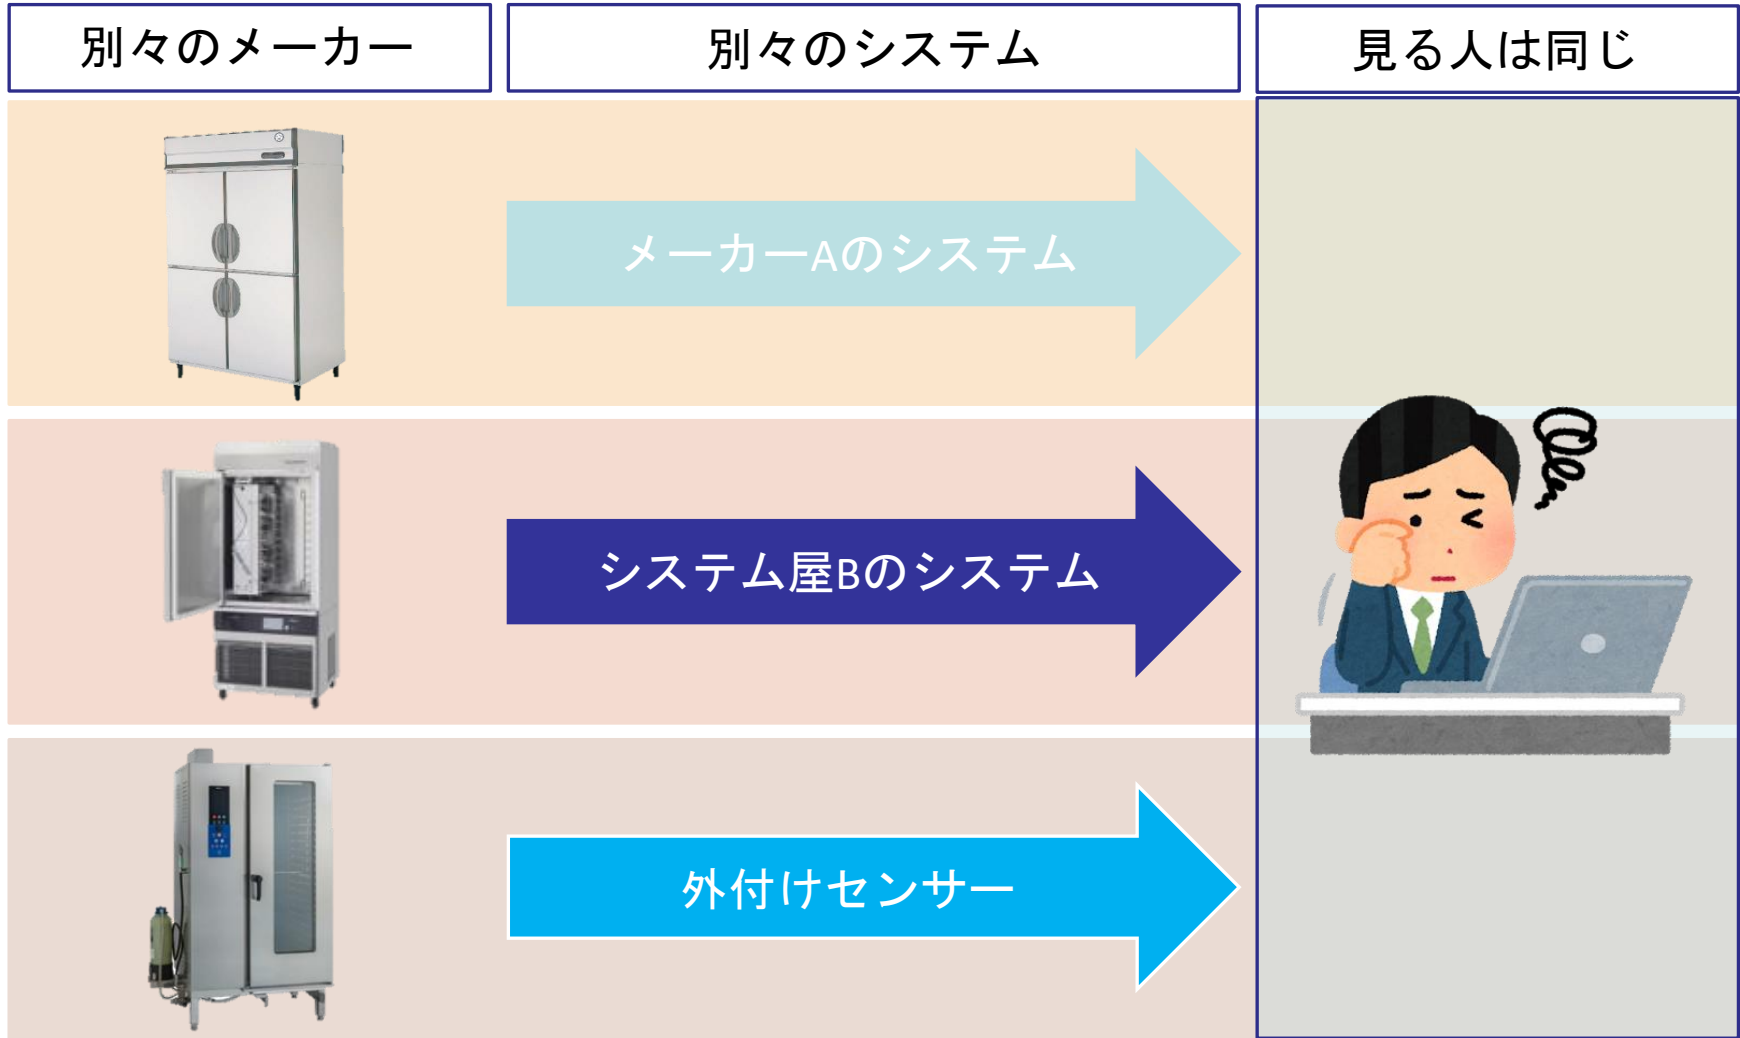 別々のメーカー
別々のシステム
見る人は同じ
メーカーAのシステム
システム屋Bのシステム
外付けセンサー